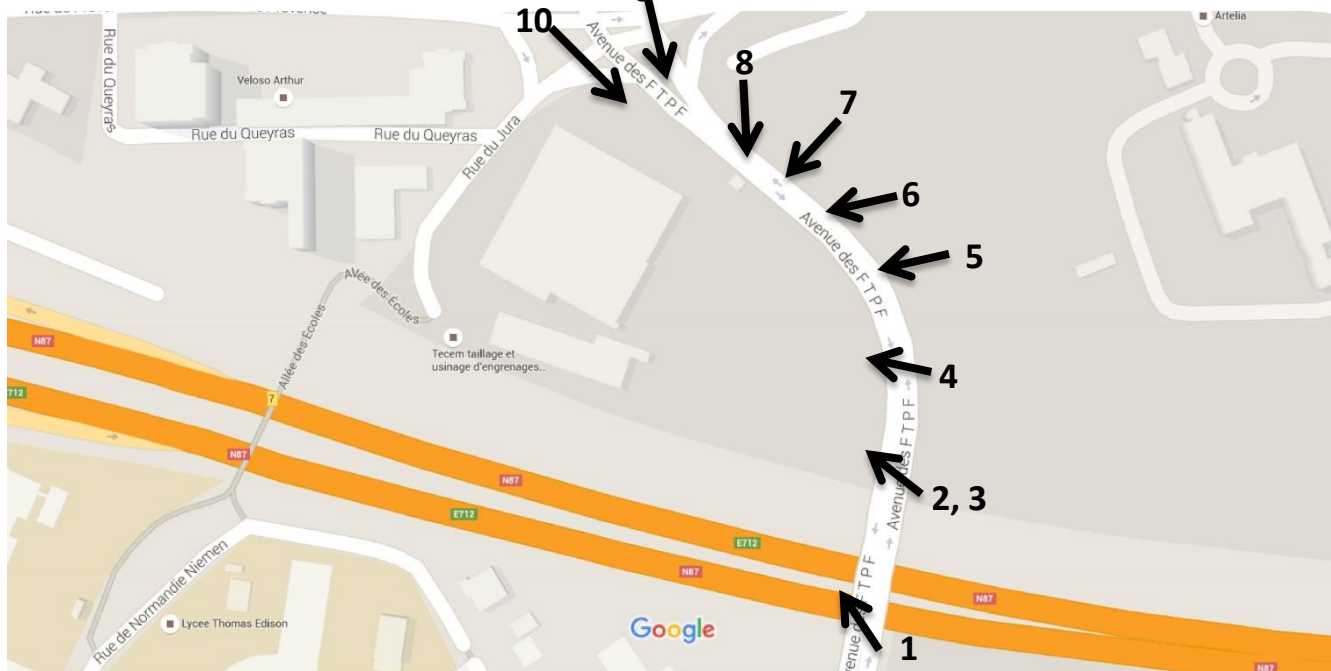 10
8
7
6
5
4
2, 3
1
Artelia
Rue du Queyras
Veloso Arthur
Rue du Queyras
Rue du Queyras
Rue du Jura
Avenue des F T P F
Avenue des F T P F
Avenue des F T P F
Avenue des F T P F
Allée des Écoles
Allée des Écoles
Tecem taillage et
usinage d'engrenages...
N87
E712
7
N87
N87
E712
E712
N87
N87
N87
N87
Rue de Normandie Niemen
Lycee Thomas Edison
Google